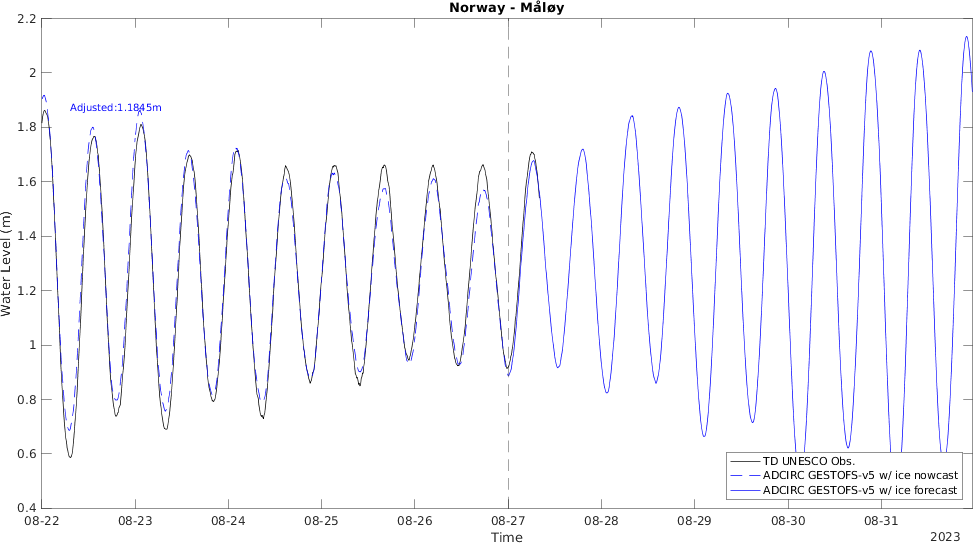 Norway - Måløy
2.2
2
1.8
1.6
1.4
1.2
1
0.8
0.6
0.4
Water Level (m)
Adjusted:1.1845m
TD UNESCO Obs.
ADCIRC GESTOFS-v5 w/ ice nowcast
ADCIRC GESTOFS-v5 w/ ice forecast
08-22 08-23 08-24 08-25 08-26 08-27 08-28 08-29 08-30 08-31
Time
2023